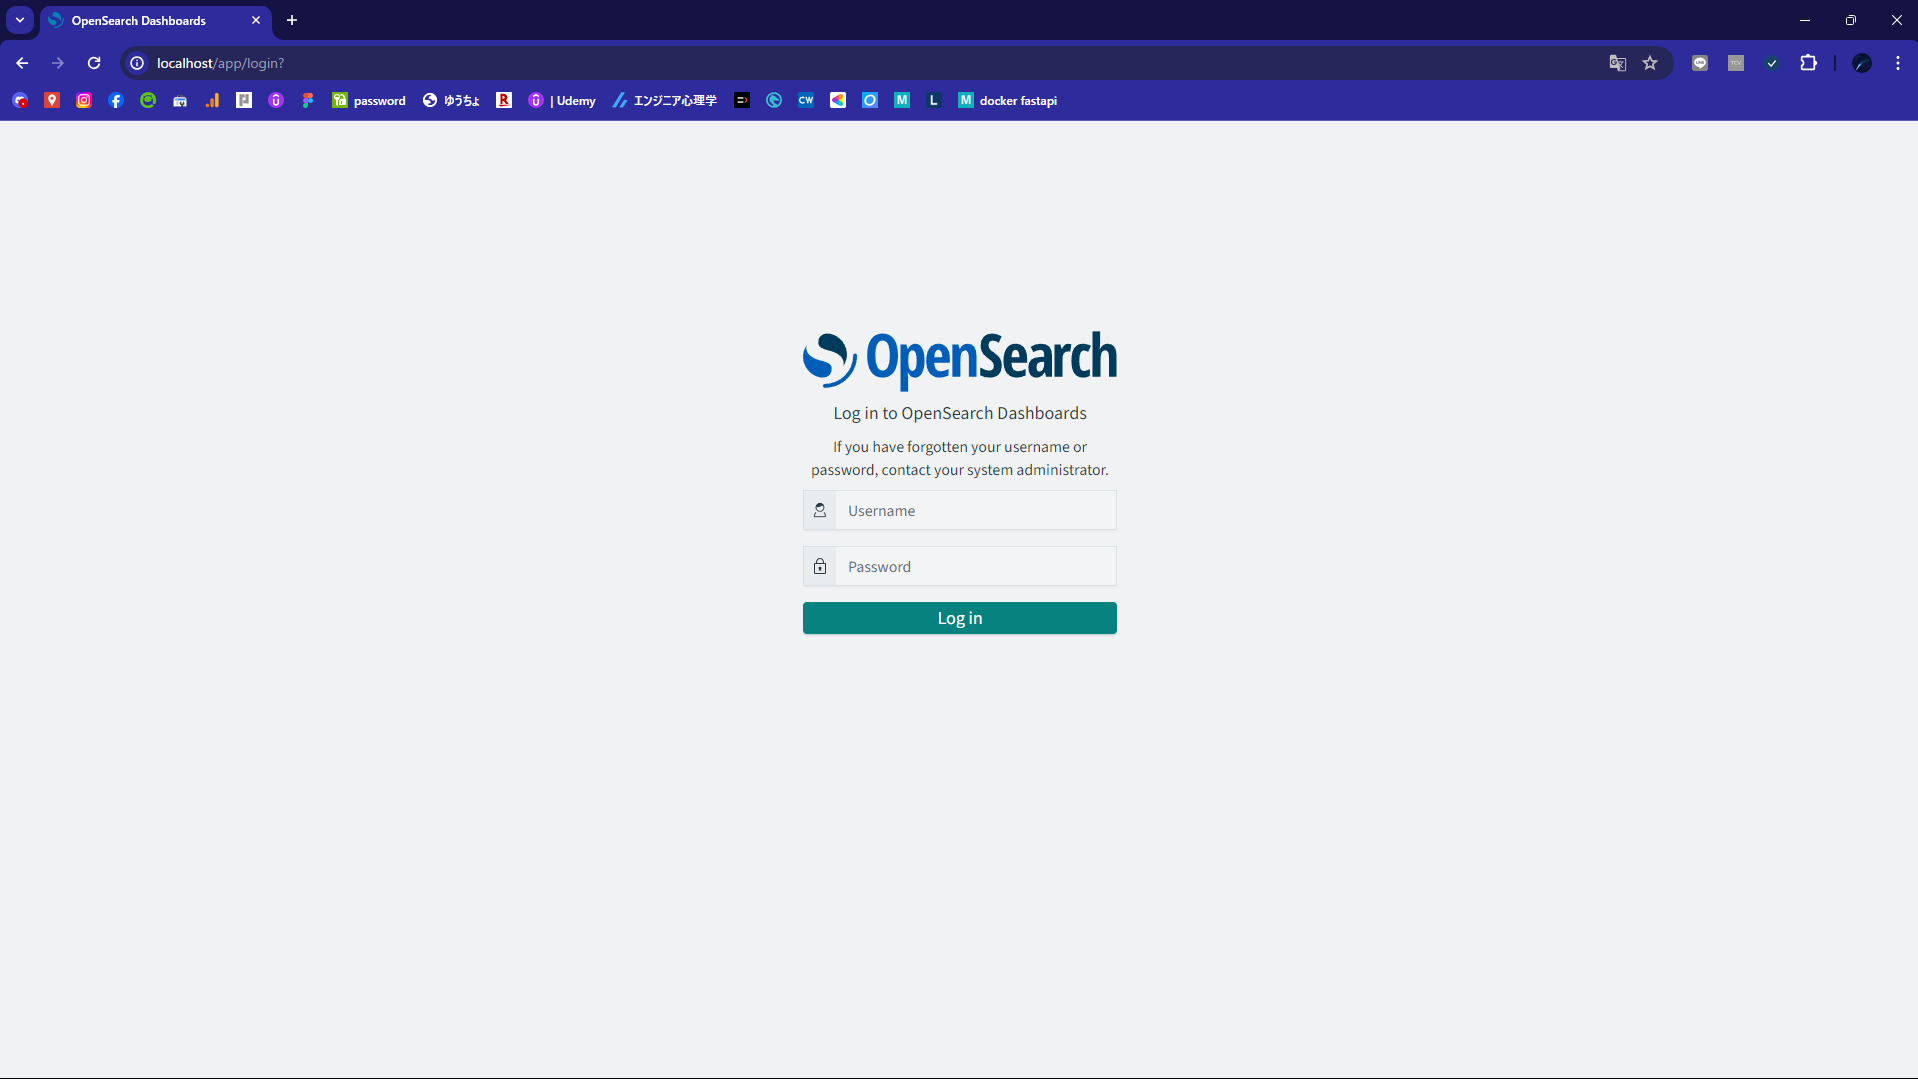 OpenSearch Dashboards
localhost/app/login?
password
ゆうちょ
| Udemy
エンジニア心理学
CW
M
L
M docker fastapi
OpenSearch
Log in to OpenSearch Dashboards
If you have forgotten your username or
password, contact your system administrator.
Username
Password
Log in